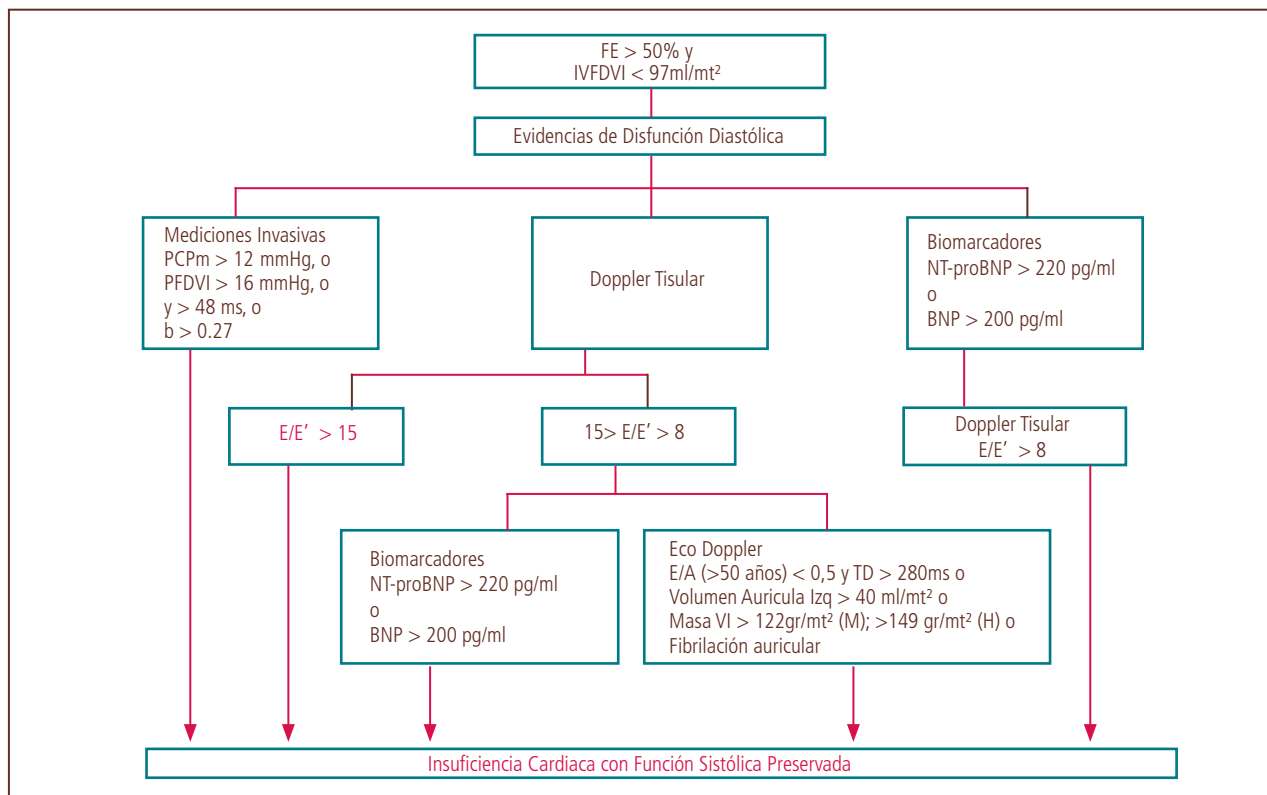 FE > 50% y
IVFDVI < 97ml/mt²
Evidencias de Disfunción Diastólica
Mediciones Invasivas
PCPm > 12 mmHg, o
PFDVI > 16 mmHg, o
y > 48 ms, o
b > 0.27
Doppler Tisular
Biomarcadores
NT-proBNP > 220 pg/ml
o
BNP > 200 pg/ml
E/E′ > 15
15> E/E′ > 8
Doppler Tisular
E/E′ > 8
Biomarcadores
NT-proBNP > 220 pg/ml
o
BNP > 200 pg/ml
Eco Doppler
E/A (>50 años) < 0,5 y TD > 280ms o
Volumen Auricula Izq > 40 ml/mt² o
Masa VI > 122gr/mt² (M); >149 gr/mt² (H) o
Fibrilación auricular
Insuficiencia Cardiaca con Función Sistólica Preservada